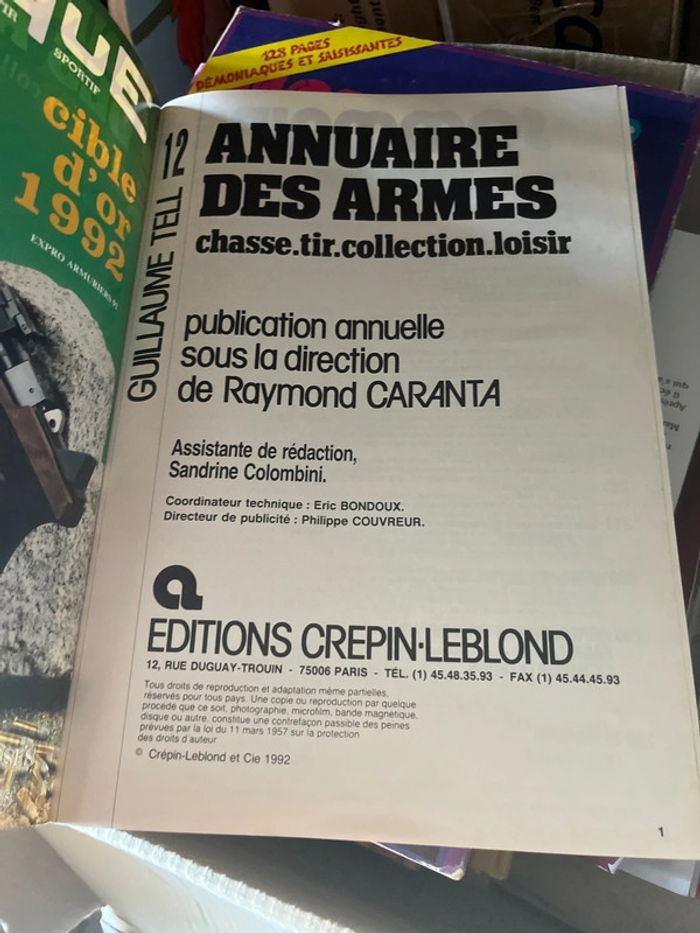 128 PAGES
DÉMONIAQUES ET SAISISSANTES
QUE
TIR
SPORTIF
cible
d'or
1992
EXPRO ARMURIERS 91
GUILLAUME TELL 12
ANNUAIRE
DES ARMES
chasse.tir.collection.loisir
publication annuelle
sous la direction
de Raymond CARANTA
Assistante de rédaction,
Sandrine Colombini.
Coordinateur technique : Eric BONDOUX.
Directeur de publicité : Philippe COUVREUR.
EDITIONS CREPIN-LEBLOND
12, RUE DUGUAY-TROUIN - 75006 PARIS - TÉL. (1) 45.48.35.93 - FAX (1) 45.44.45.93
Tous droits de reproduction et adaptation même partielles,
réservés pour tous pays. Une copie ou reproduction par quelque
procédé que ce soit, photographie, microfilm, bande magnétique,
disque ou autre, constitue une contrefaçon passible des peines
prévues par la loi du 11 mars 1957 sur la protection
des droits d'auteur
© Crépin-Leblond et Cie 1992
1